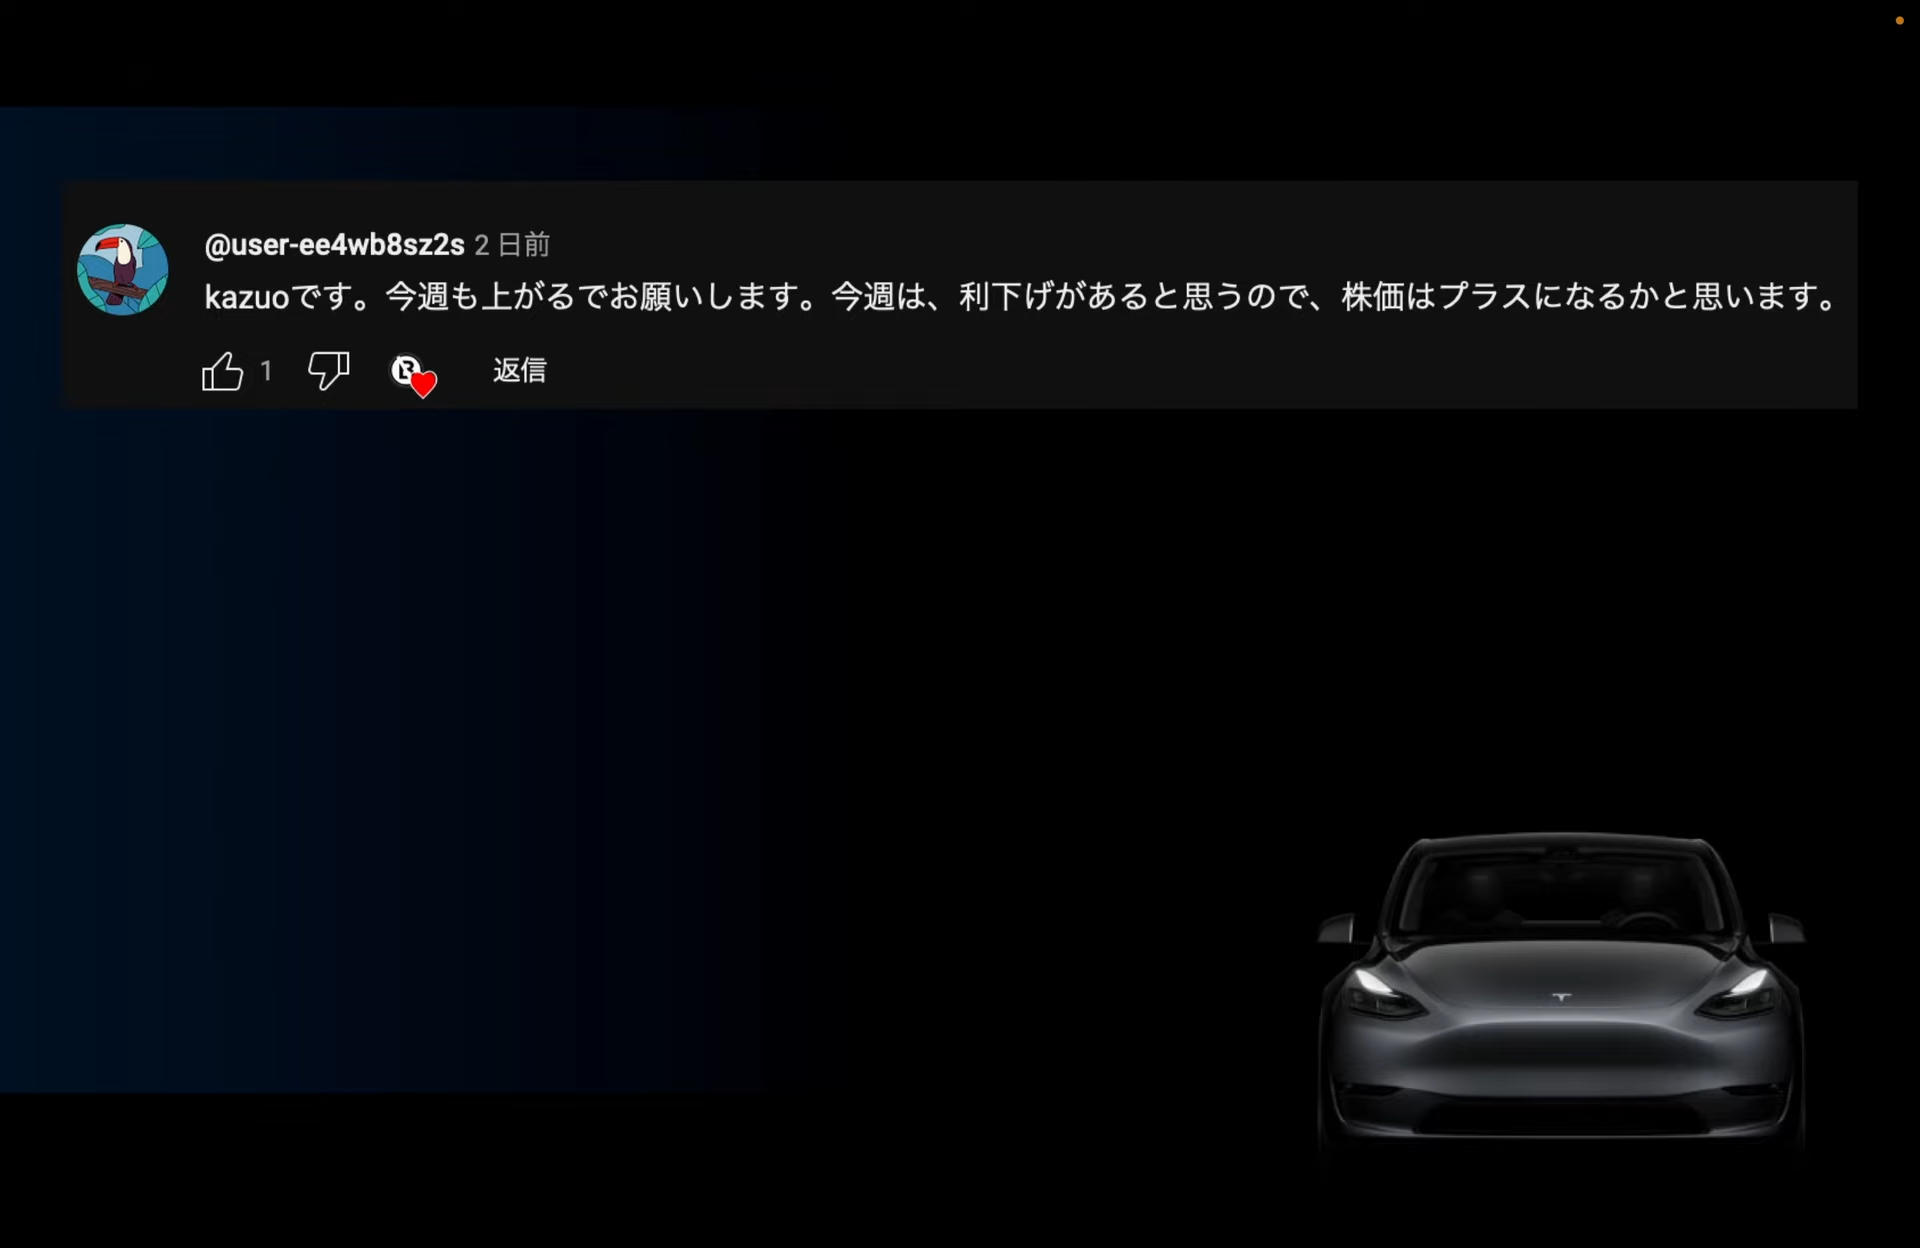 @user-ee4wb8sz2s 2 日前
kazuoです。今週も上がるでお願いします。今週は、利下げがあると思うので、株価はプラスになるかと思います。
1
返信